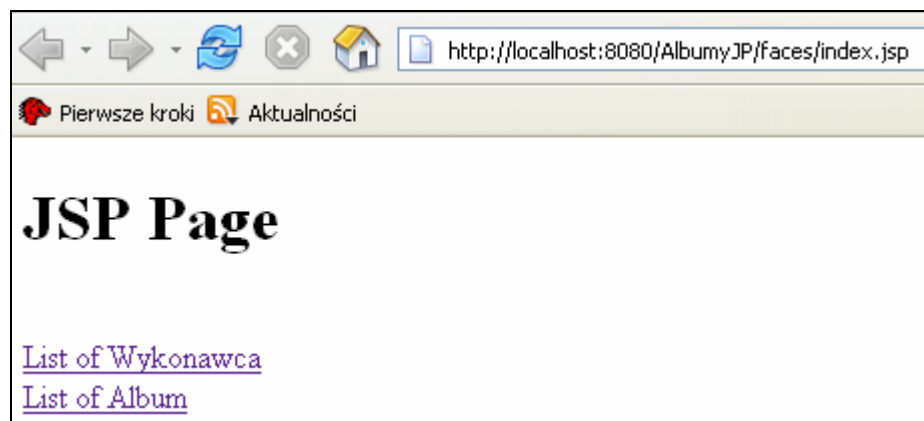 http://localhost:8080/AlbumyJP/faces/index.jsp
Pierwsze kroki Aktualności
JSP Page
List of Wykonawca
List of Album